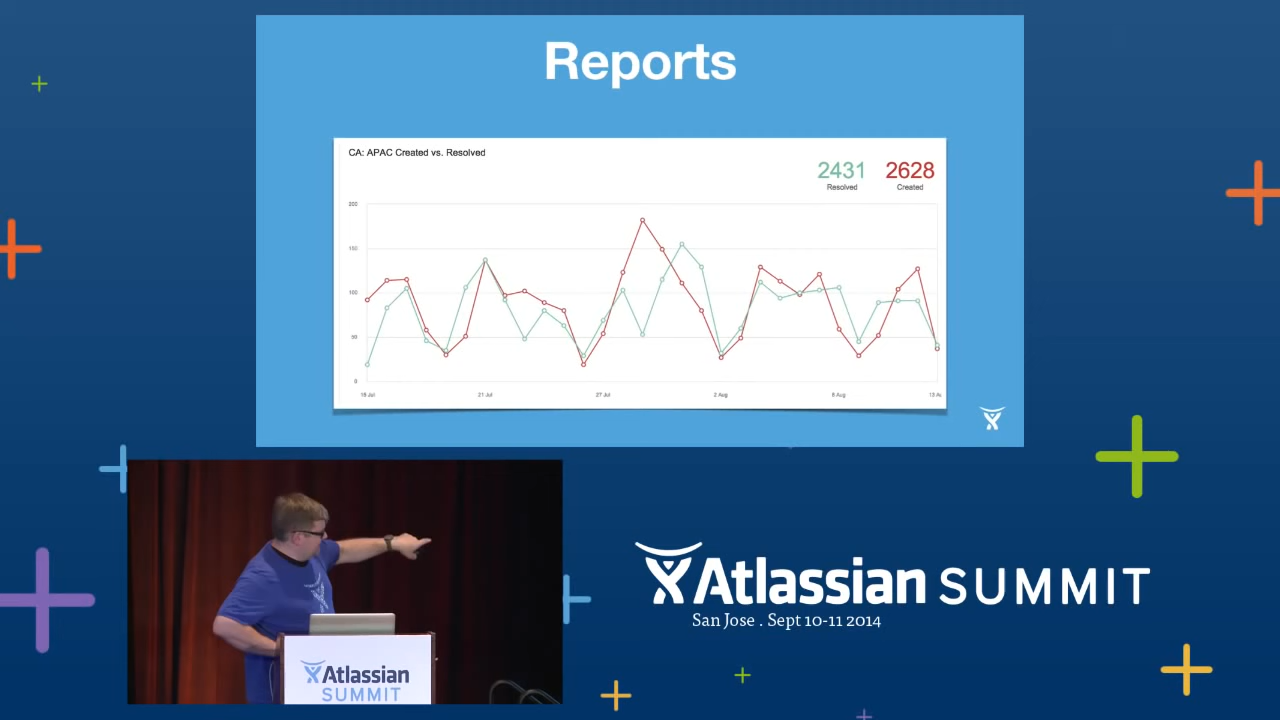 Reports
CA: APAC Created vs. Resolved
2431 2628
Resolved Created
200
150
100
50
0
19 Jul 21 Jul 27 Jul 2 Aug 8 Aug 13 Au
Atlassian SUMMIT
San Jose . Sept 10-11 2014
Atlassian
SUMMIT